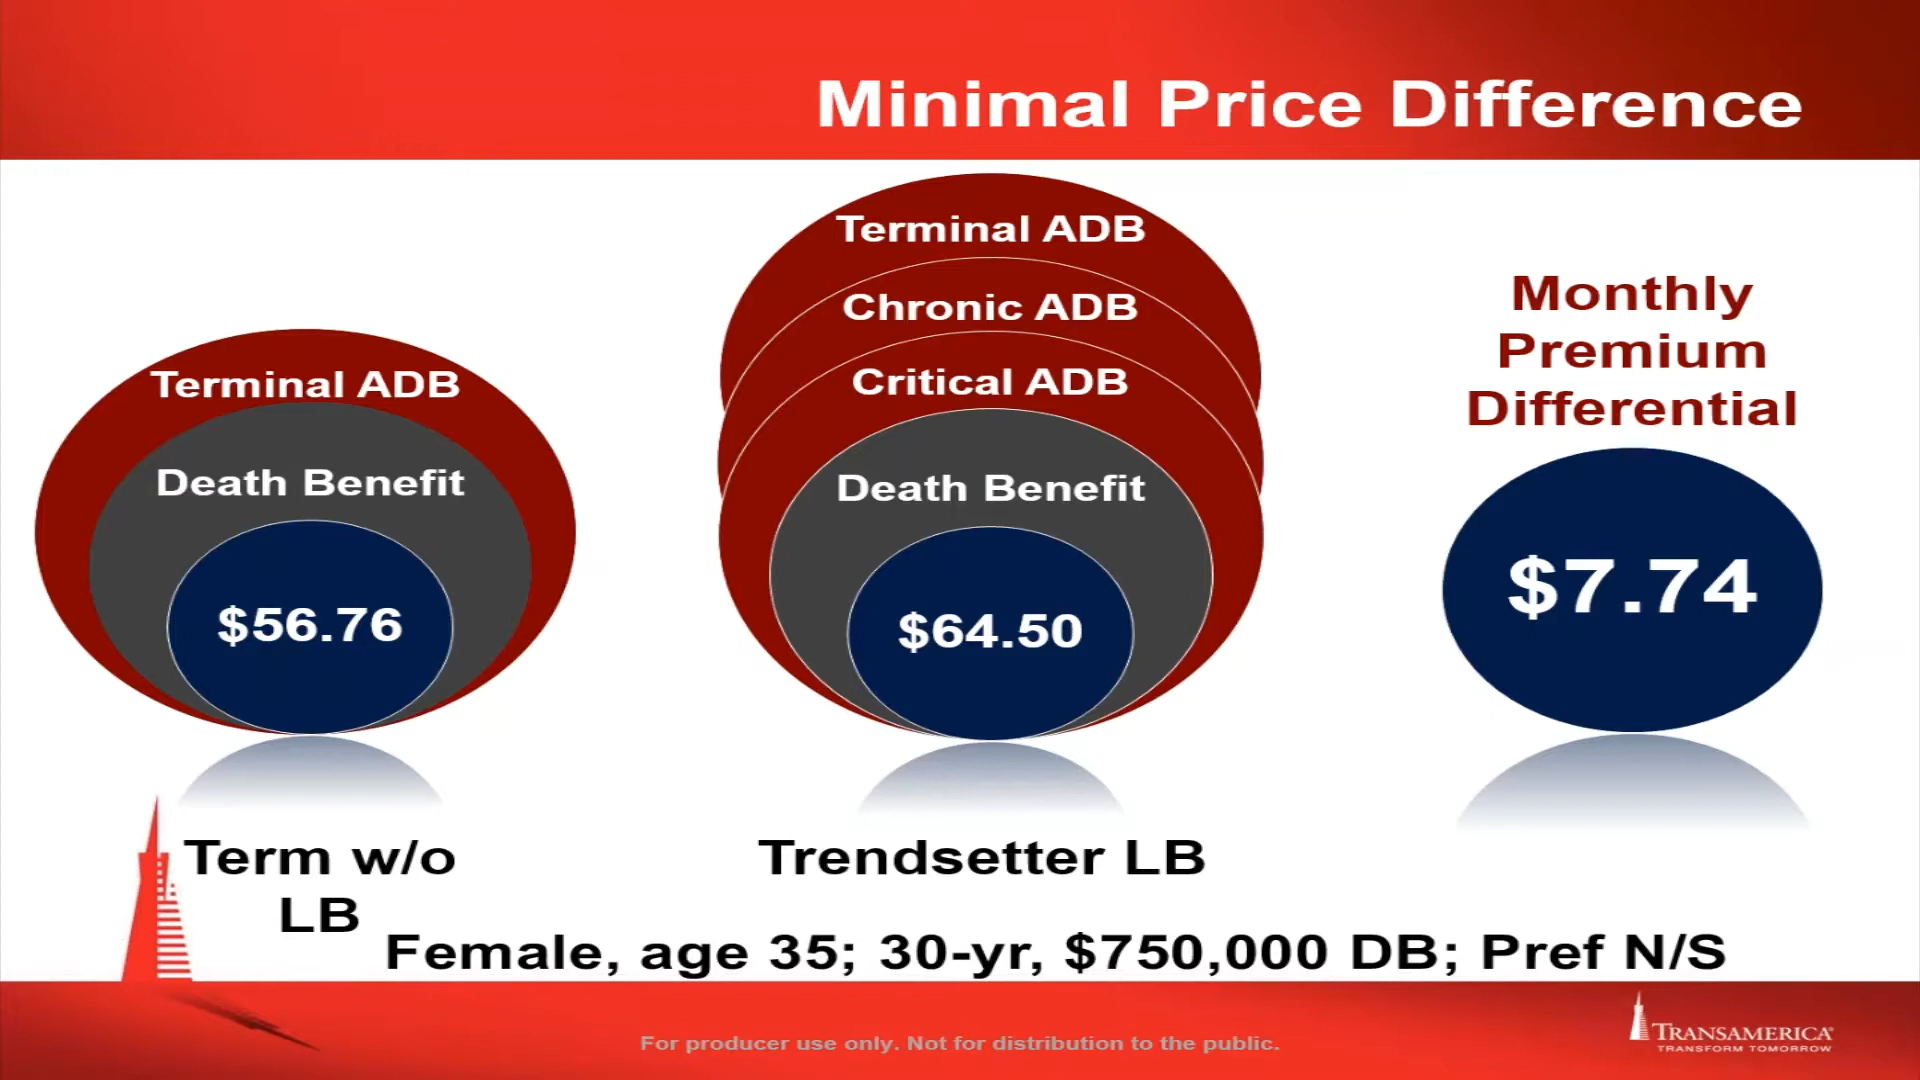 Minimal Price Difference
Terminal ADB
Death Benefit
$56.76
Term w/o
LB
Terminal ADB
Chronic ADB
Critical ADB
Death Benefit
$64.50
Trendsetter LB
Monthly
Premium
Differential
$7.74
Female, age 35; 30-yr, $750,000 DB; Pref N/S
For producer use only. Not for distribution to the public.
TRANSAMERICA®
TRANSFORM TOMORROW